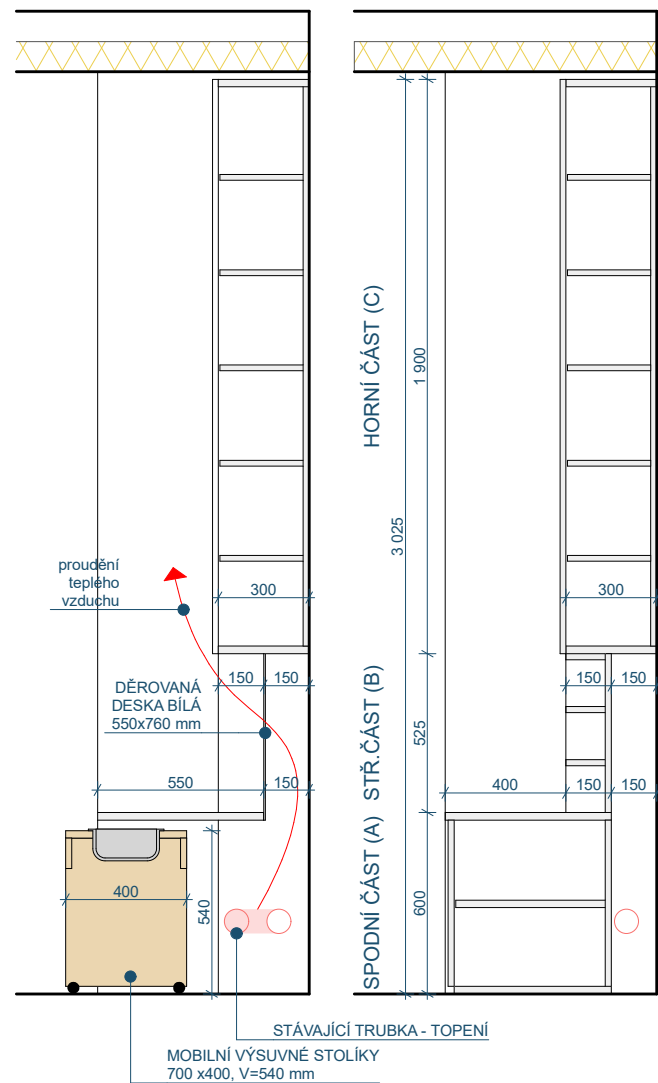 HORNÍ ČÁST (C)
1 900
3 025
proudění
teplého
vzduchu
300
300
150
150
150
150
DĚROVANÁ
DESKA BÍLÁ
550x760 mm
STŘ.ČÁST (B)
525
550
150
400
150
150
SPODNÍ ČÁST (A)
600
400
540
STÁVAJÍCÍ TRUBKA - TOPENÍ
MOBILNÍ VÝSUVNÉ STOLÍKY
700 x400, V=540 mm